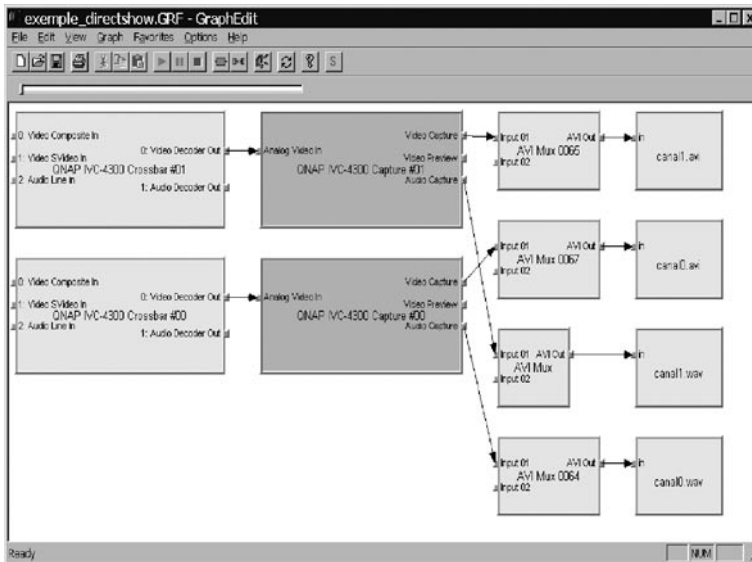 exemple_directshow.GRF - GraphEdit
File Edit View Graph Favorites Options Help
S
0: Video Composite In
1: Video SVideo In
2: Audio Line In
0: Video Decoder Out
1: Audio Decoder Out
QNAP IVC-4300 Crossbar #01
Analog Video In
Video Capture
Video Preview
Audio Capture
QNAP IVC-4300 Capture #01
Input 01
Input 02
AVI Out
AVI Mux 0065
in
canal1.avi
Input 01
Input 02
AVI Out
AVI Mux 0067
in
canal0.avi
0: Video Composite In
1: Video SVideo In
2: Audio Line In
0: Video Decoder Out
1: Audio Decoder Out
QNAP IVC-4300 Crossbar #00
Analog Video In
Video Capture
Video Preview
Audio Capture
QNAP IVC-4300 Capture #00
Input 01
Input 02
AVI Out
AVI Mux
in
canal1.wav
Input 01
Input 02
AVI Out
AVI Mux 0064
in
canal0.wav
Ready
NUM